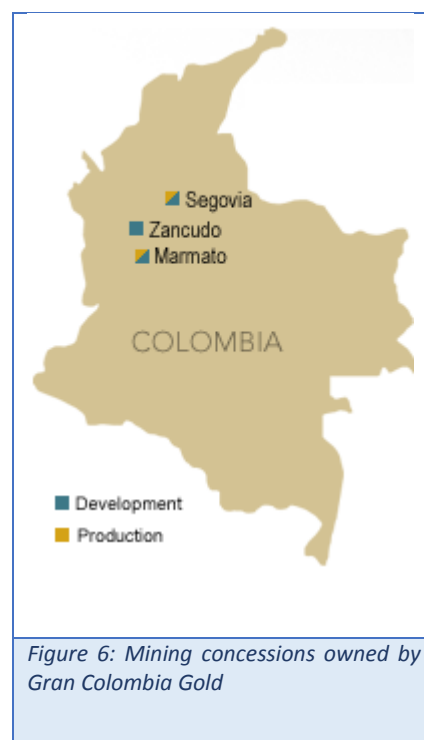 Segovia
Zancudo
Marmato
COLOMBIA
Development
Production
Figure 6: Mining concessions owned by
Gran Colombia Gold